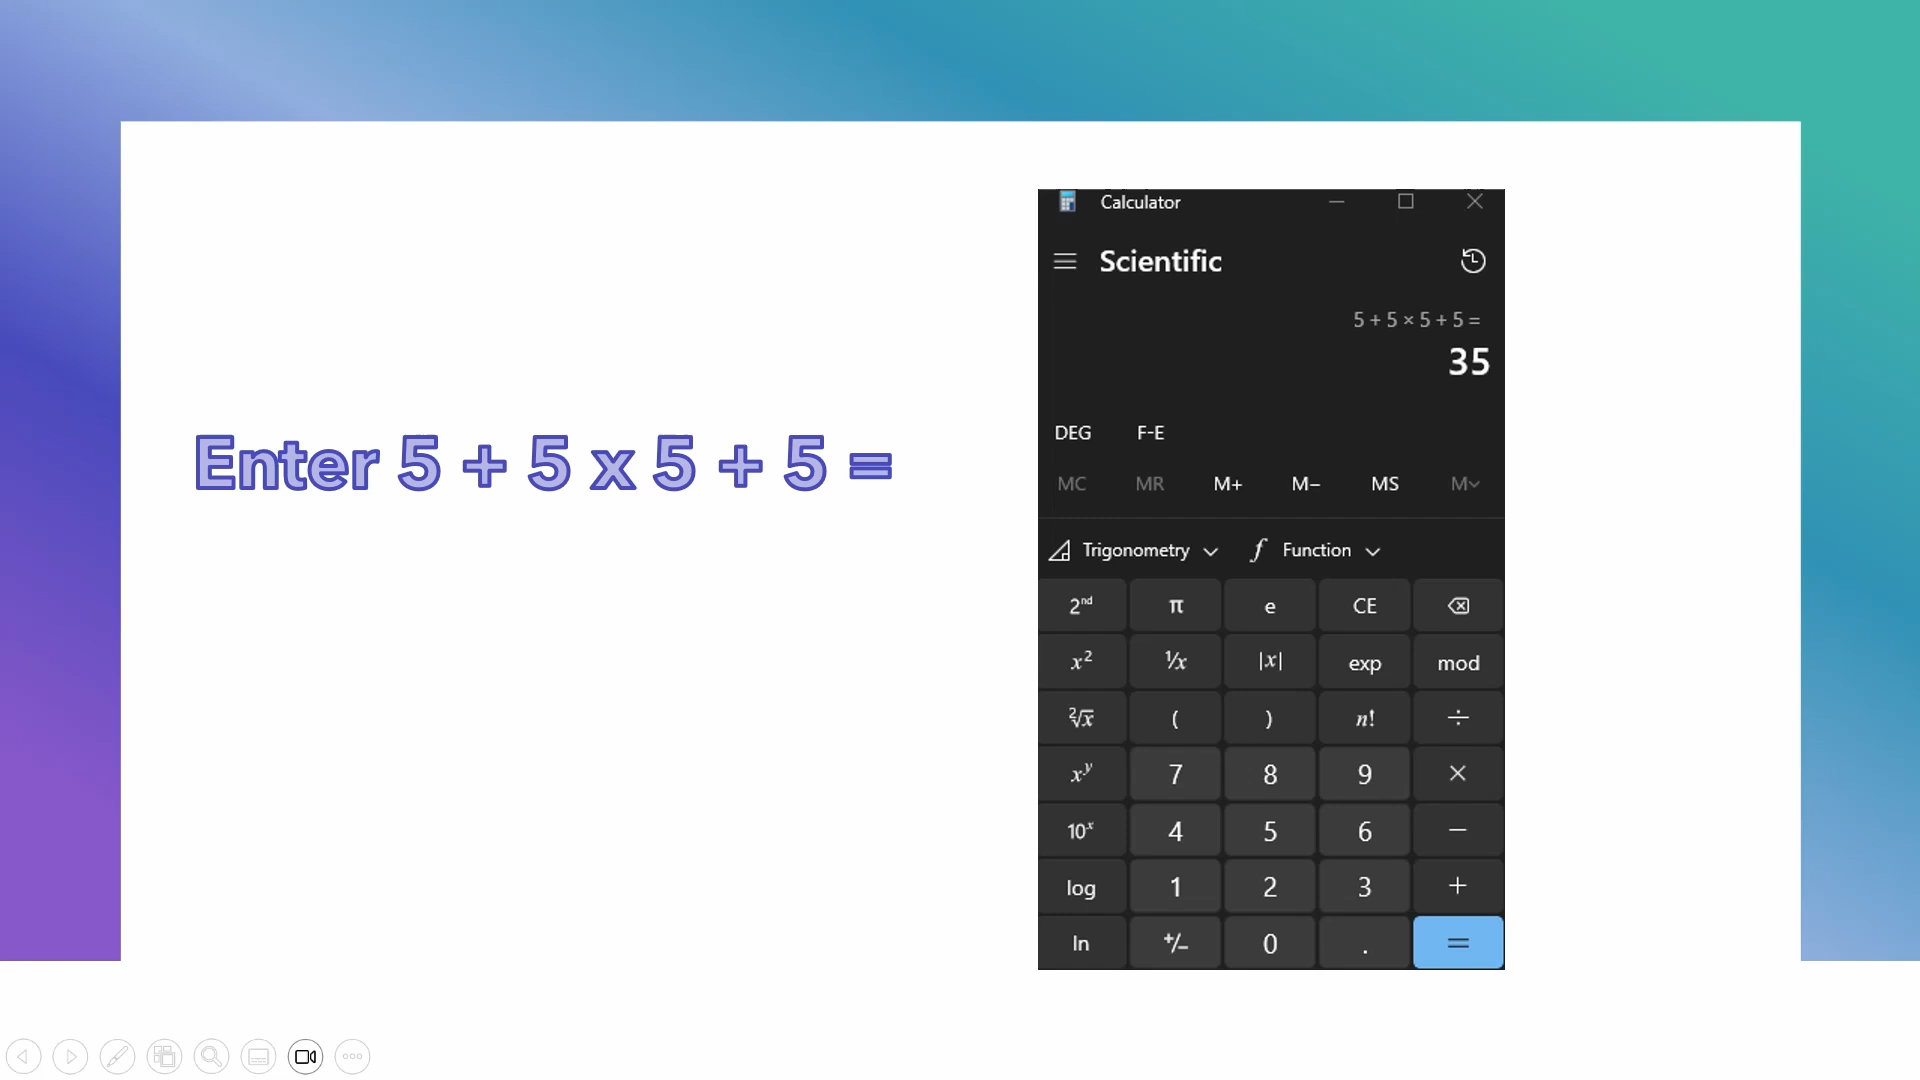 Calculator
Scientific
5 + 5 × 5 + 5 =
35
Enter 5 + 5 x 5 + 5 =
DEG F-E
MC MR M+ M− MS M
Trigonometry f Function
2ⁿᵈ π e CE
x² ¹/x |x| exp mod
²√x ( ) n! ÷
xʸ 7 8 9 ×
10ˣ 4 5 6 −
log 1 2 3 +
ln +/− 0 . =